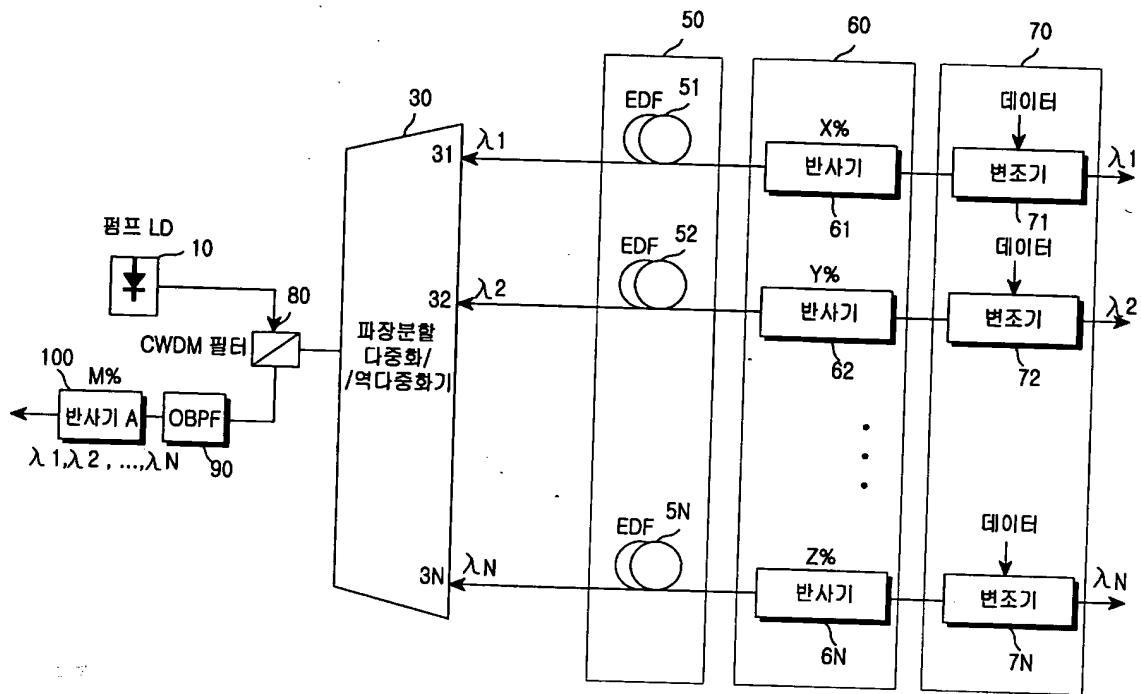 50
60
70
EDF
51
데이터
30
X%
31
λ1
반사기
변조기
λ1
61
71
펌프 LD
10
EDF
52
데이터
Y%
80
32
λ2
반사기
변조기
λ2
62
72
CWDM 필터
파장분할
다중화/
/역다중화기
100
M%
반사기 A
OBPF
λ1,λ2, ...,λN
90
EDF
5N
데이터
Z%
3N
λN
반사기
변조기
λN
6N
7N